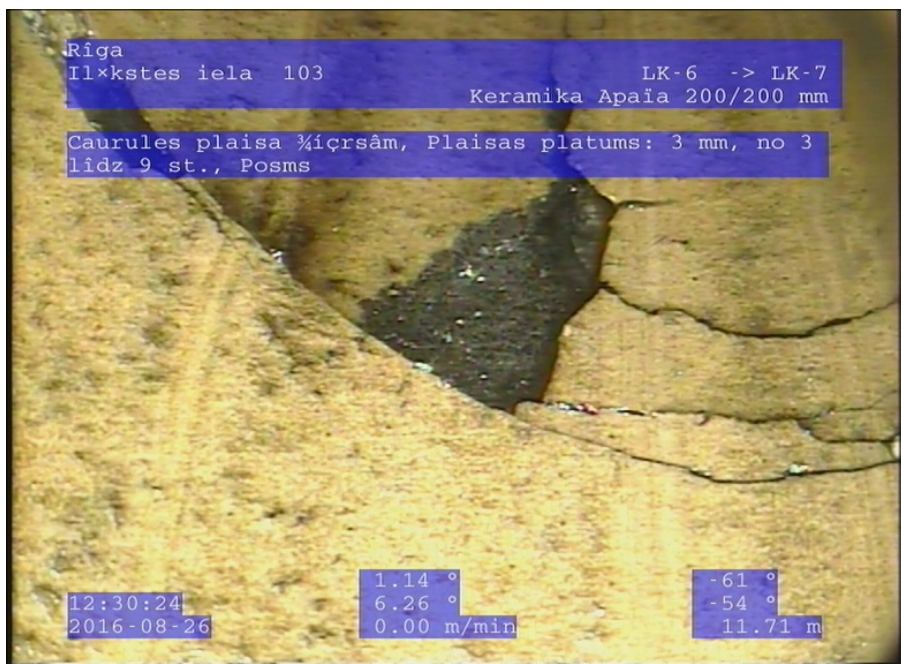 Rîga
Il×kstes iela 103 LK-6 -> LK-7
Keramika Apaïa 200/200 mm
Caurules plaisa ¾íçrsâm, Plaisas platums: 3 mm, no 3
lîdz 9 st., Posms
1.14 ° -61 °
12:30:24 6.26 ° -54 °
2016-08-26 0.00 m/min 11.71 m